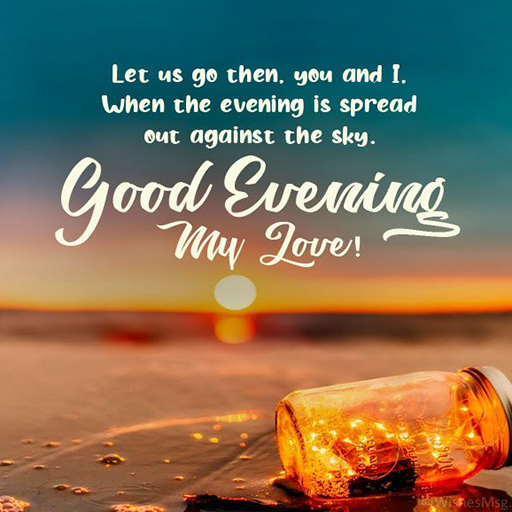 Let us go then, you and I,
When the evening is spread
out against the sky.
Good Evening
My Love!
WishesMsg.